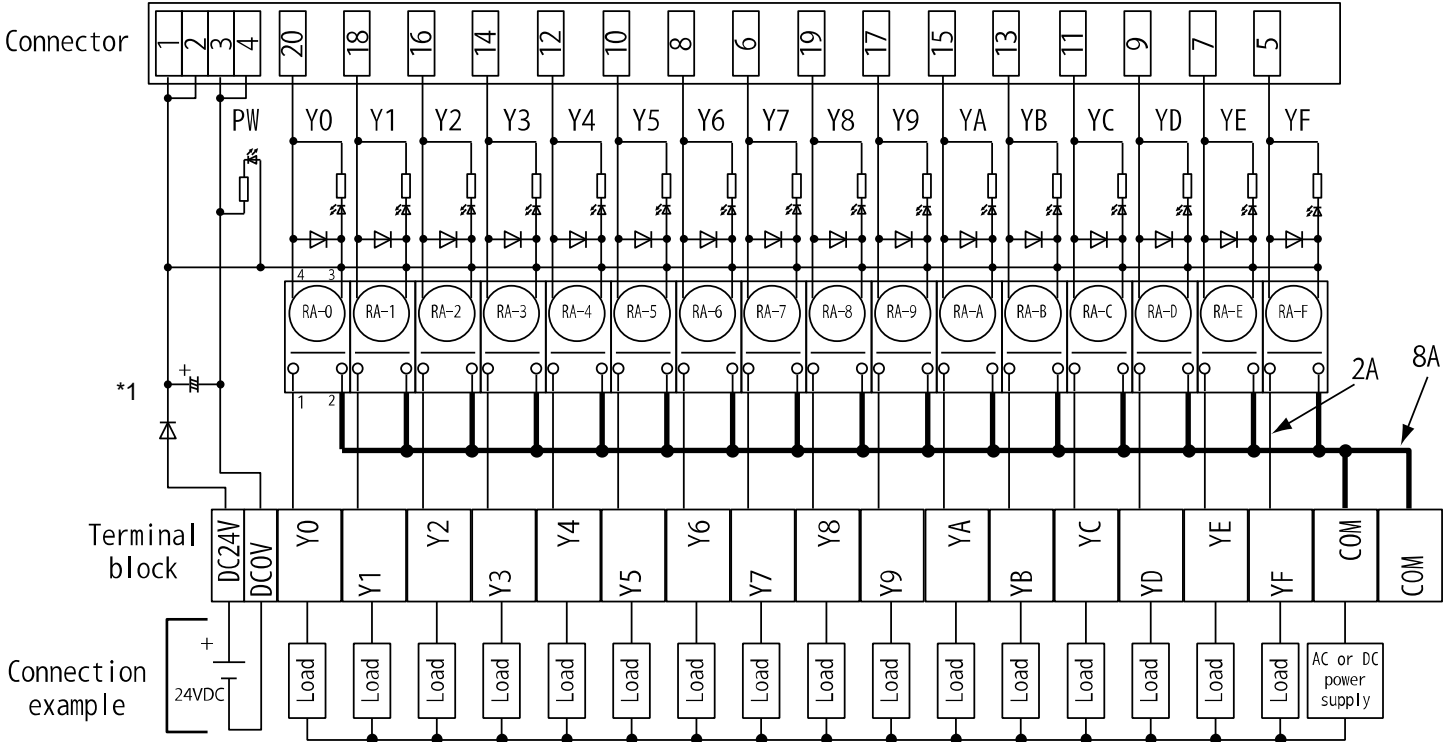 Connector 1 2 3 4 20 18 16 14 12 10 8 6 19 17 15 13 11 9 7 5
PW Y0 Y1 Y2 Y3 Y4 Y5 Y6 Y7 Y8 Y9 YA YB YC YD YE YF
4 3
RA-0 RA-1 RA-2 RA-3 RA-4 RA-5 RA-6 RA-7 RA-8 RA-9 RA-A RA-B RA-C RA-D RA-E RA-F
+
*1
1 2
2A 8A
Terminal
block
DC24V DC0V Y0 Y1 Y2 Y3 Y4 Y5 Y6 Y7 Y8 Y9 YA YB YC YD YE YF COM COM
Connection
example
+
24VDC
Load Load Load Load Load Load Load Load Load Load Load Load Load Load Load Load
AC or DC
power
supply